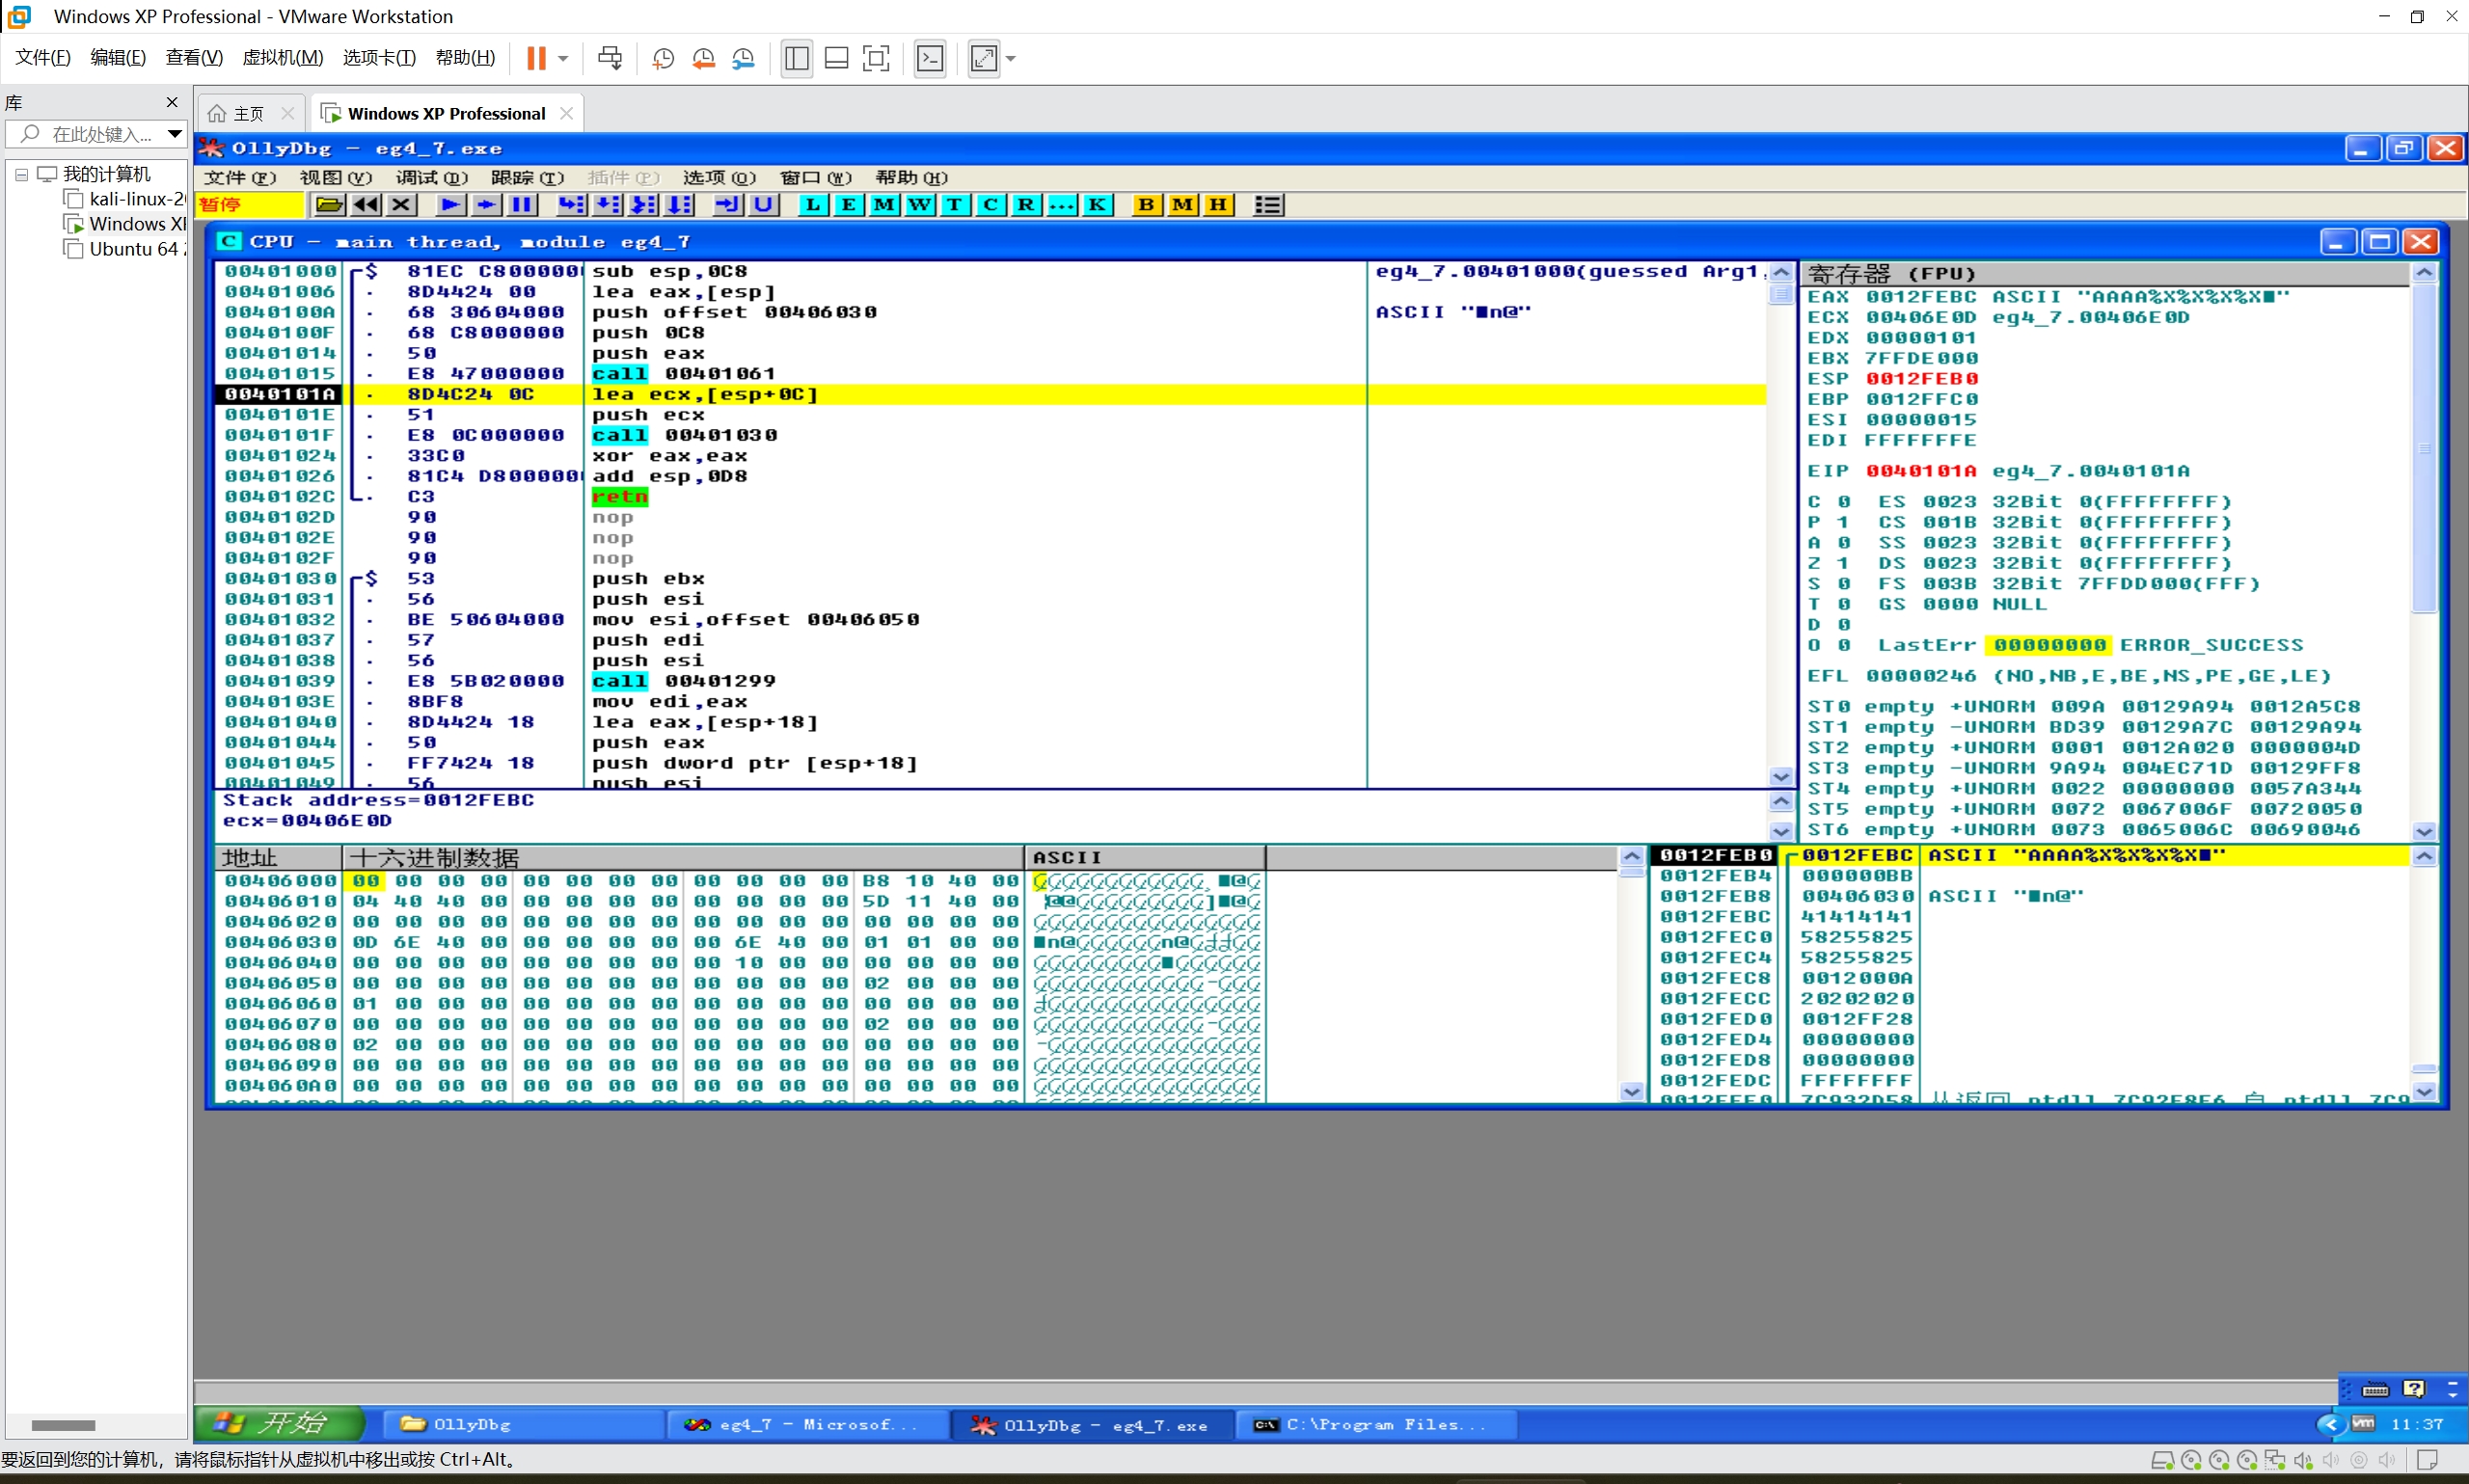 Windows XP Professional - VMware Workstation
文件(F) 编辑(E) 查看(V) 虚拟机(M) 选项卡(T) 帮助(H)
库
在此处键入...
我的计算机
kali-linux-2
Windows XI
Ubuntu 64
主页
Windows XP Professional
OllyDbg - eg4_7.exe
文件(F) 视图(V) 调试(D) 跟踪(T) 插件(P) 选项(O) 窗口(W) 帮助(H)
暂停
L E M W T C R ... K B M H
C CPU - main thread, module eg4_7
00401000 $ 81EC C800000 sub esp,0C8 eg4_7.00401000(guessed Arg1,
00401006 . 8D4424 00 lea eax,[esp]
0040100A . 68 30604000 push offset 00406030 ASCII "■n@"
0040100F . 68 C8000000 push 0C8
00401014 . 50 push eax
00401015 . E8 47000000 call 00401061
0040101A . 8D4C24 0C lea ecx,[esp+0C]
0040101E . 51 push ecx
0040101F . E8 0C000000 call 00401030
00401024 . 33C0 xor eax,eax
00401026 . 81C4 D800000 add esp,0D8
0040102C . C3 retn
0040102D 90 nop
0040102E 90 nop
0040102F 90 nop
00401030 $ 53 push ebx
00401031 . 56 push esi
00401032 . BE 50604000 mov esi,offset 00406050
00401037 . 57 push edi
00401038 . 56 push esi
00401039 . E8 5B020000 call 00401299
0040103E . 8BF8 mov edi,eax
00401040 . 8D4424 18 lea eax,[esp+18]
00401044 . 50 push eax
00401045 . FF7424 18 push dword ptr [esp+18]
00401049 . 56 push esi
Stack address=0012FEBC
ecx=00406E0D
寄存器 (FPU)
EAX 0012FEBC ASCII "AAAA%X%X%X%X■"
ECX 00406E0D eg4_7.00406E0D
EDX 00000101
EBX 7FFDE000
ESP 0012FEB0
EBP 0012FFC0
ESI 00000015
EDI FFFFFFFE
EIP 0040101A eg4_7.0040101A
C 0 ES 0023 32Bit 0(FFFFFFFF)
P 1 CS 001B 32Bit 0(FFFFFFFF)
A 0 SS 0023 32Bit 0(FFFFFFFF)
Z 1 DS 0023 32Bit 0(FFFFFFFF)
S 0 FS 003B 32Bit 7FFDD000(FFF)
T 0 GS 0000 NULL
D 0
O 0 LastErr 00000000 ERROR_SUCCESS
EFL 00000246 (NO,NB,E,BE,NS,PE,GE,LE)
ST0 empty +UNORM 009A 00129A94 0012A5C8
ST1 empty -UNORM BD39 00129A7C 00129A94
ST2 empty +UNORM 0001 0012A020 0000004D
ST3 empty -UNORM 9A94 004EC71D 00129FF8
ST4 empty +UNORM 0022 00000000 0057A344
ST5 empty +UNORM 0072 0067006F 00720050
ST6 empty +UNORM 0073 0065006C 00690046
地址 十六进制数据 ASCII
00406000 00 00 00 00 00 00 00 00 00 00 00 00 B8 10 40 00
00406010 04 40 40 00 00 00 00 00 00 00 00 00 5D 11 40 00
00406020 00 00 00 00 00 00 00 00 00 00 00 00 00 00 00 00
00406030 0D 6E 40 00 00 00 00 00 00 6E 40 00 01 01 00 00
00406040 00 00 00 00 00 00 00 00 00 10 00 00 00 00 00 00
00406050 00 00 00 00 00 00 00 00 00 00 00 00 02 00 00 00
00406060 01 00 00 00 00 00 00 00 00 00 00 00 00 00 00 00
00406070 00 00 00 00 00 00 00 00 00 00 00 00 02 00 00 00
00406080 02 00 00 00 00 00 00 00 00 00 00 00 00 00 00 00
00406090 00 00 00 00 00 00 00 00 00 00 00 00 00 00 00 00
004060A0 00 00 00 00 00 00 00 00 00 00 00 00 00 00 00 00
0012FEB0 0012FEBC ASCII "AAAA%X%X%X%X■"
0012FEB4 000000BB
0012FEB8 00406030 ASCII "■n@"
0012FEBC 41414141
0012FEC0 58255825
0012FEC4 58255825
0012FEC8 0012000A
0012FECC 20202020
0012FED0 0012FF28
0012FED4 00000000
0012FED8 00000000
0012FEDC FFFFFFFF
0012FEE0 7C932D58 从返回 ntdll 7C92E8E6 自 ntdll 7C9
开始 OllyDbg eg4_7 - Microsof... OllyDbg - eg4_7.exe C:\Program Files... 11:37
要返回到您的计算机，请将鼠标指针从虚拟机中移出或按 Ctrl+Alt。